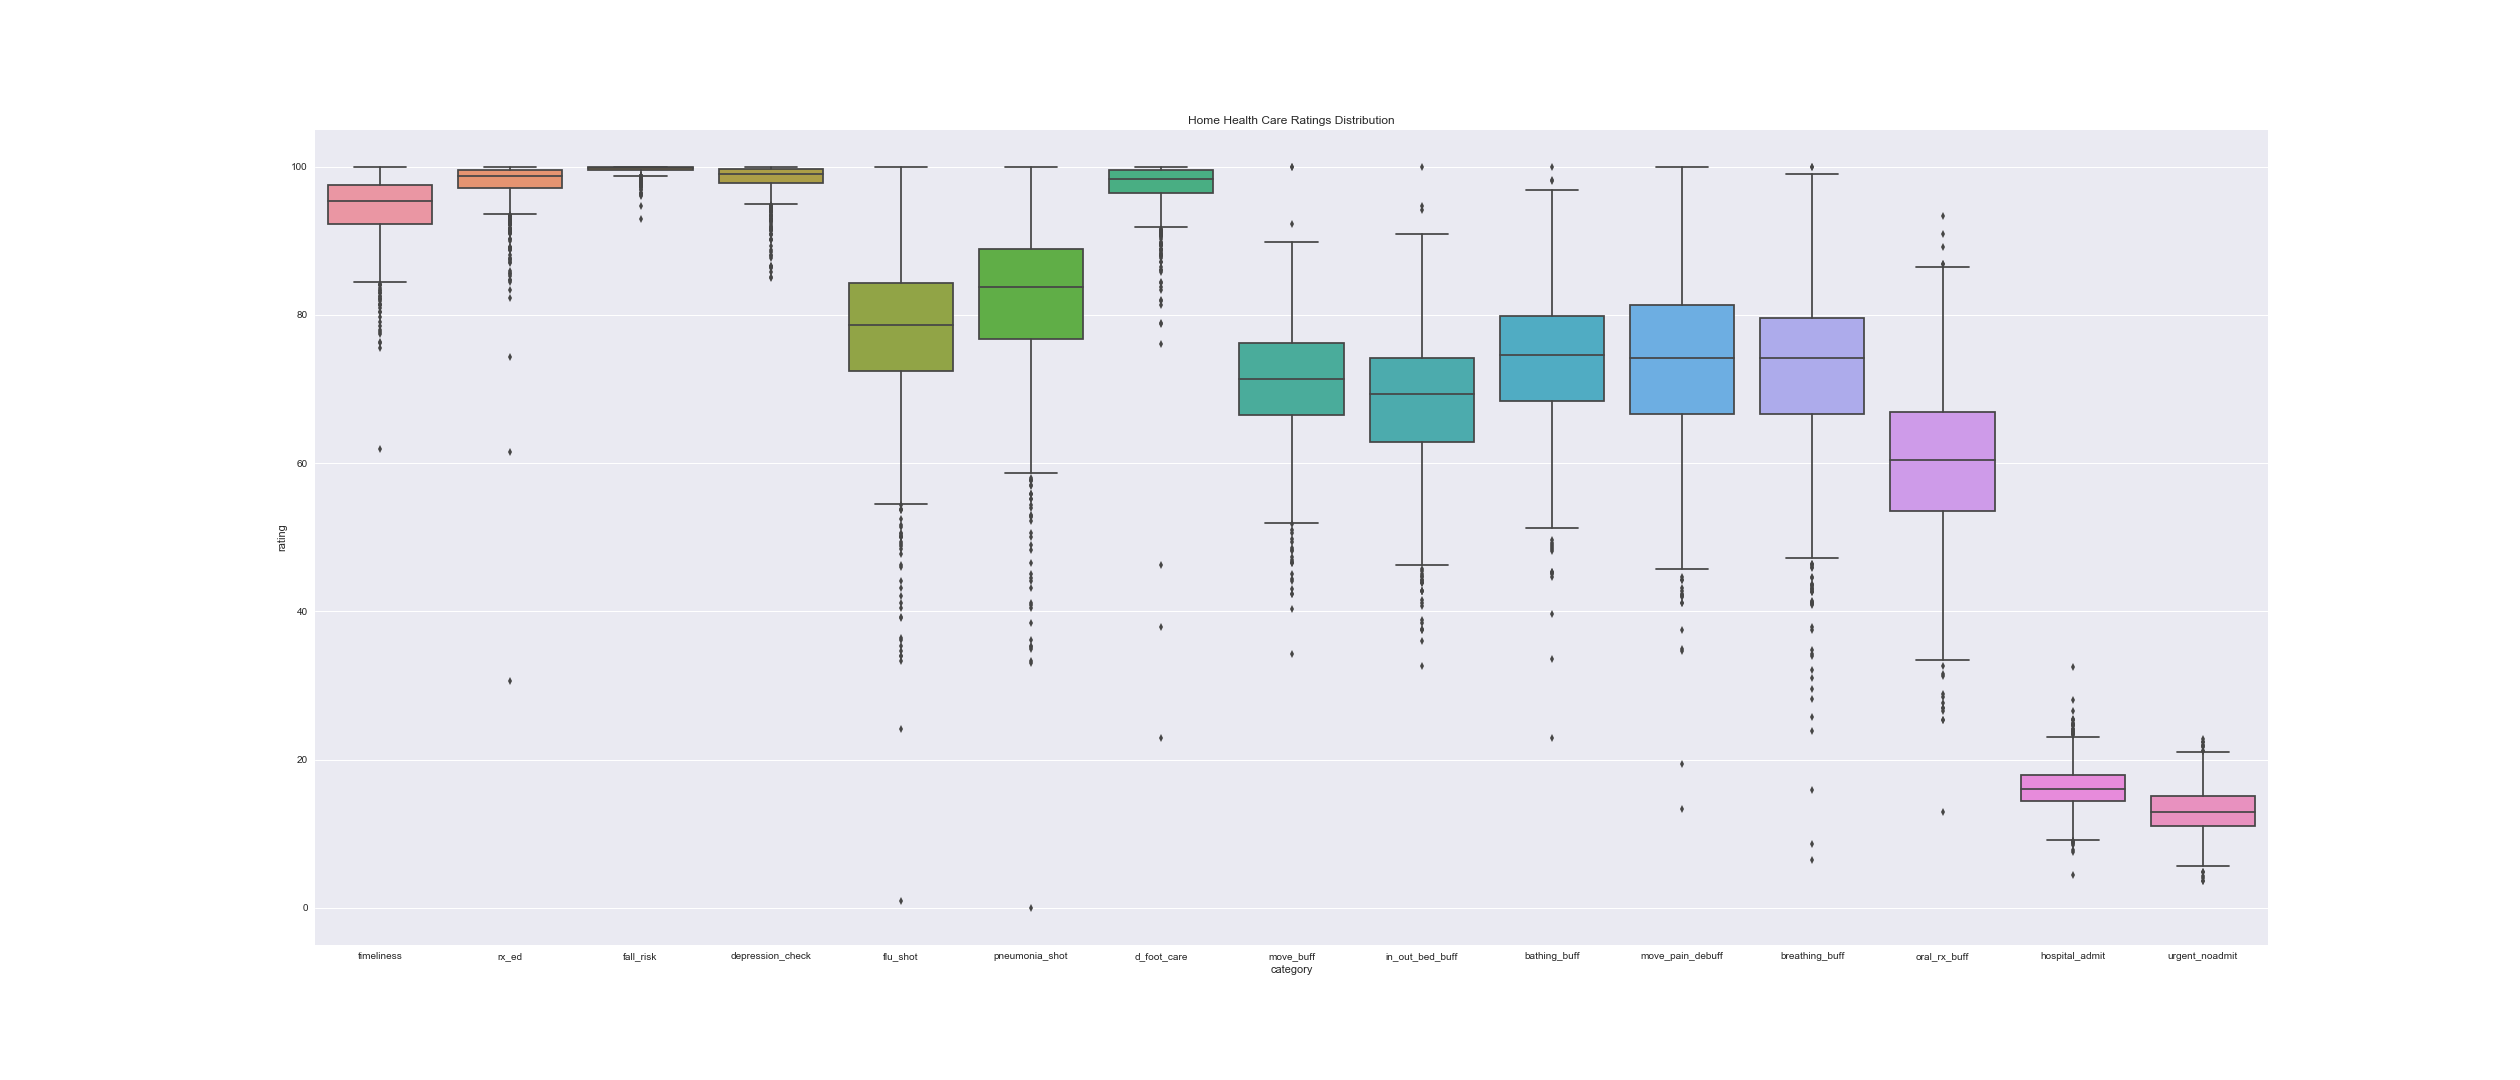 Home Health Care Ratings Distribution
100
80
60
40
20
0
rating
timeliness rx_ed fall_risk depression_check flu_shot pneumonia_shot d_foot_care move_buff in_out_bed_buff bathing_buff move_pain_debuff breathing_buff oral_rx_buff hospital_admit urgent_noadmit
category